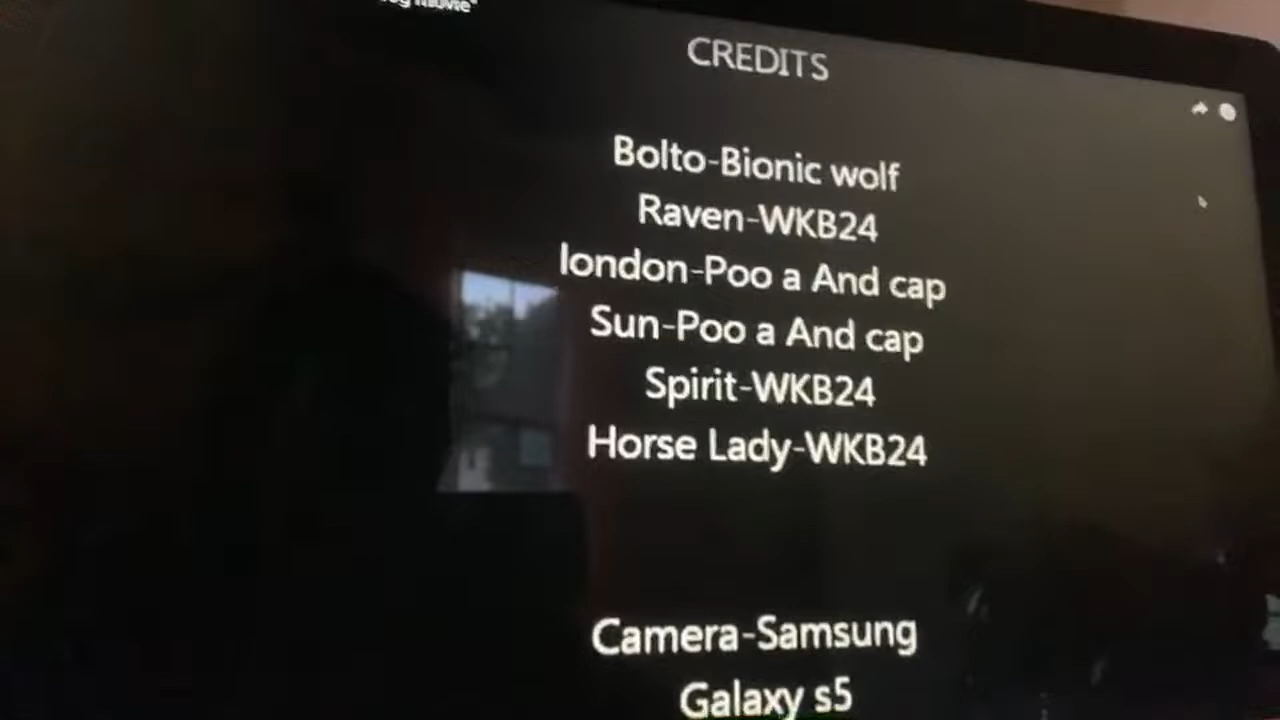 CREDITS
Bolto-Bionic wolf
Raven-WKB24
london-Poo a And cap
Sun-Poo a And cap
Spirit-WKB24
Horse Lady-WKB24
Camera-Samsung
Galaxy s5